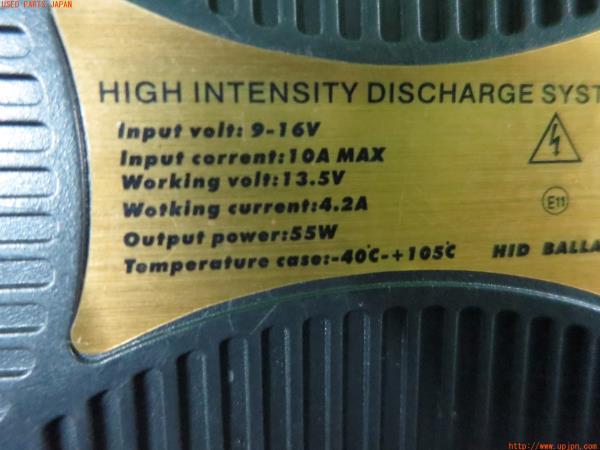 USED PARTS JAPAN
HIGH INTENSITY DISCHARGE SYST
Input volt: 9-16V
Input corrent:10A MAX
Working volt:13.5V
Wotking current:4.2A
Output power:55W
Temperature case:-40℃-+105℃
E11
HID BALLA
http://www.upjpn.com/